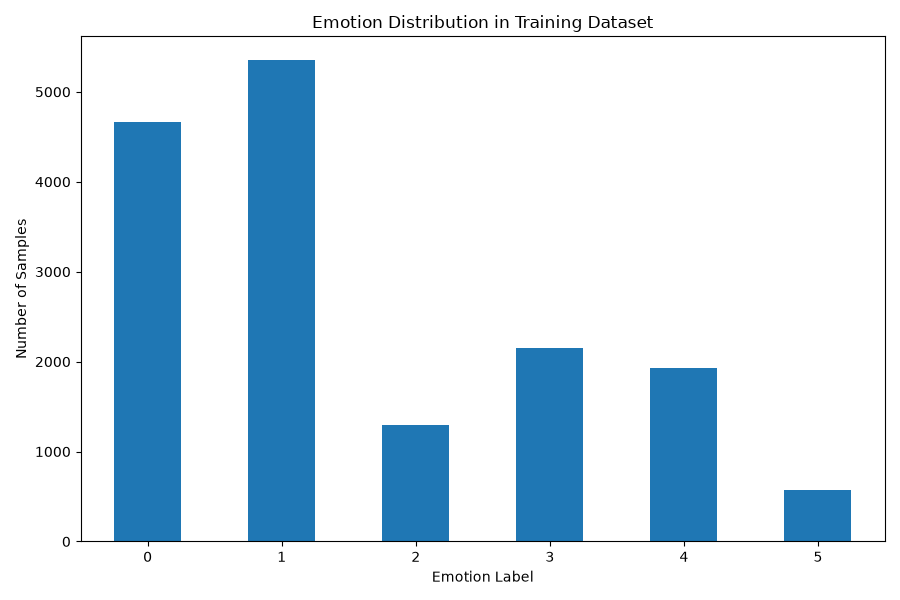 Emotion Distribution in Training Dataset
Number of Samples
5000
4000
3000
2000
1000
0
0 1 2 3 4 5
Emotion Label